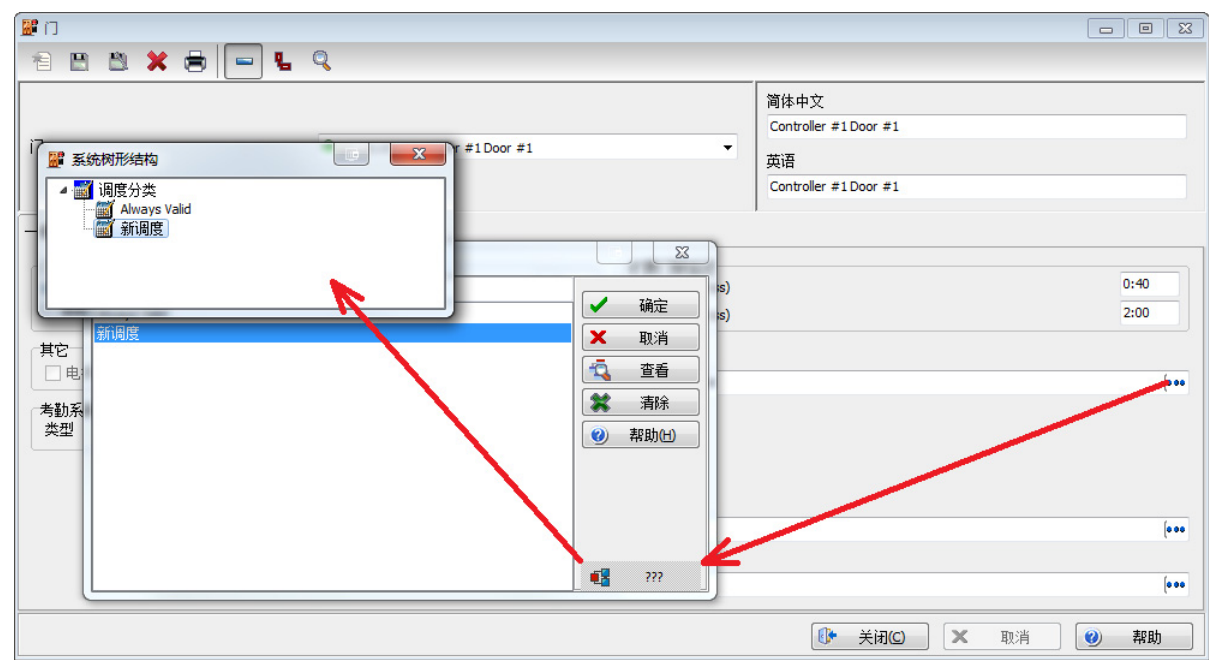 门
简体中文
Controller #1 Door #1
英语
Controller #1 Door #1
#1 Door #1
系统树形结构
调度分类
Always Valid
新调度
新调度
确定
取消
查看
清除
帮助(H)
???
0:40
2:00
其它
电
考勤系
类型
关闭(C)
取消
帮助